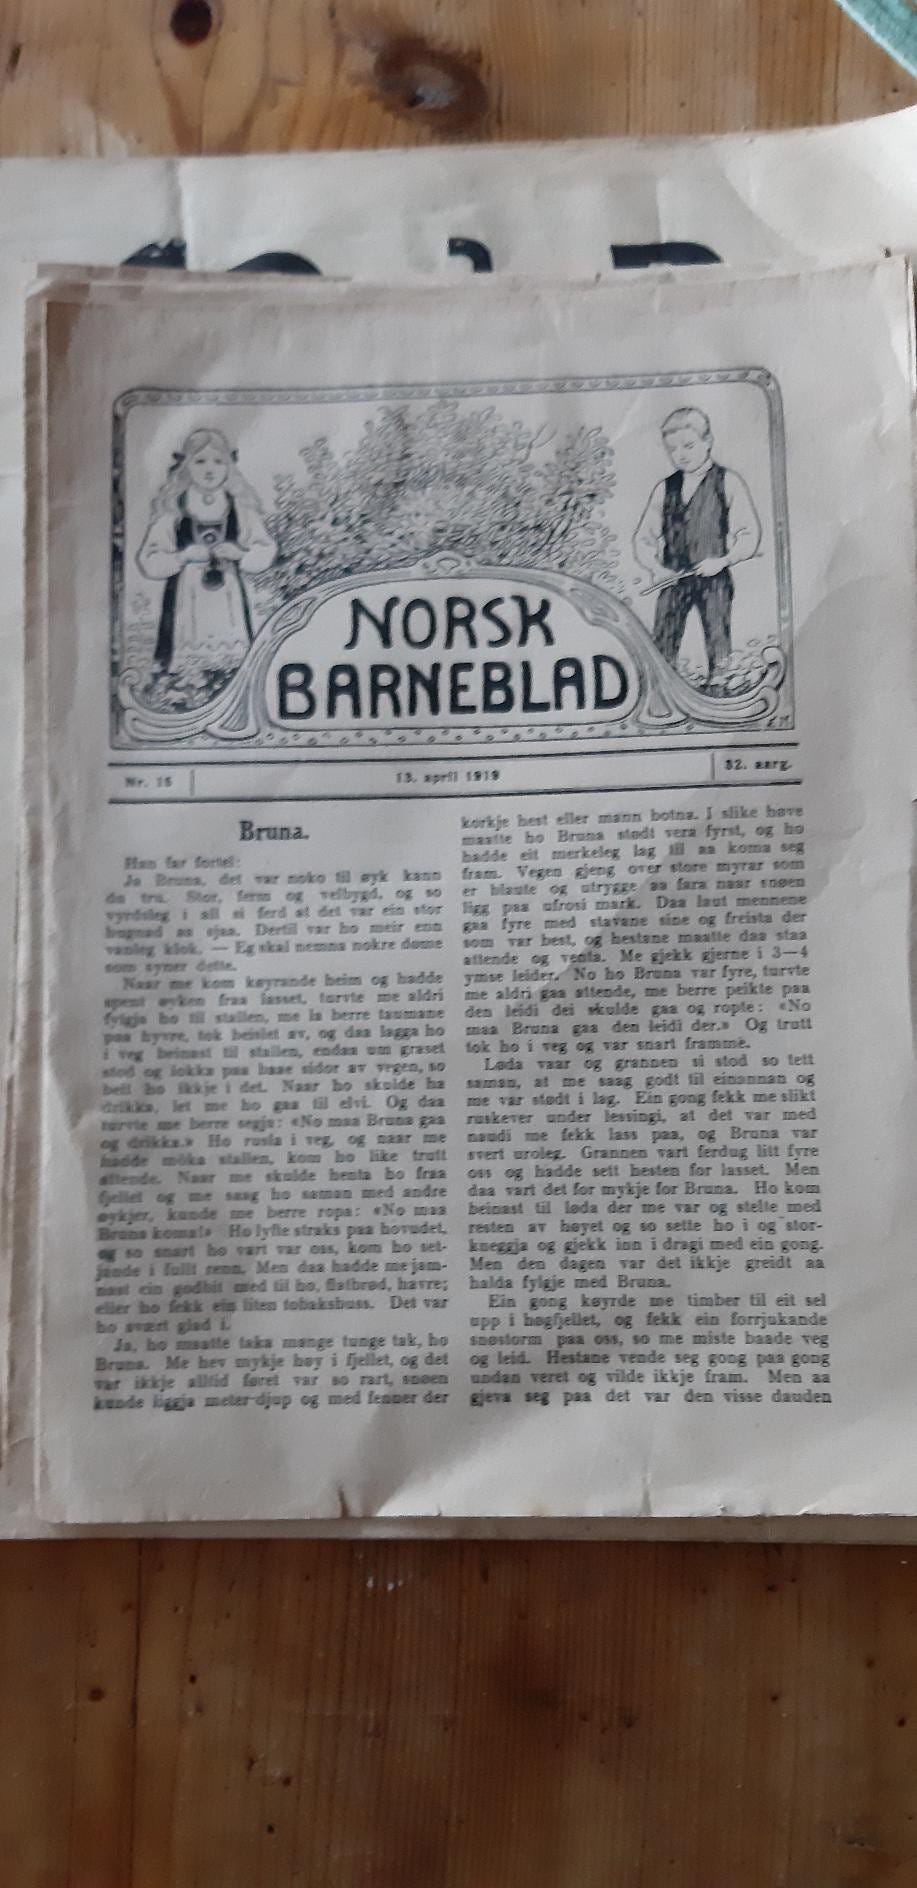 NORSK
BARNEBLAD
Nr. 15
13. april 1919
32. aarg.
Bruna.
Han far fortel:
Ja Bruna, det var noko til øyk kann
du tru. Stor, ferm og velbygd, og so
vyrdsleg i all si ferd at det var ein stor
hugnad aa sjaa. Dertil var ho meir enn
vanleg klok. — Eg skal nemna nokre døme
som syner dette.
Naar me kom køyrande heim og hadde
spent øyken fraa lasset, turvte me aldri
fylgja ho til stallen, me la berre taumane
paa hyvre, tok beislet av, og daa lagga ho
i veg beinast til stallen, endaa um graset
stod og lokka paa baae sidor av vegen, so
beit ho ikkje i det. Naar ho skulde ha
drikka, let me ho gaa til elvi. Og daa
turvte me berre segja: «No maa Bruna gaa
og drikka.» Ho rusla i veg, og naar me
hadde möka stallen, kom ho like trutt
attende. Naar me skulde henta ho fraa
fjellet og me saag ho saman med andre
øykjer, kunde me berre ropa: «No maa
Bruna koma!» Ho lyfte straks paa hovudet,
og so snart ho vart var oss, kom ho set-
jande i fullt renn. Men daa hadde me jam-
nast ein godbit med til ho, flatbrød, havre;
eller ho fekk ein liten tobaksbuss. Det var
ho svært glad i.
Ja, ho maatte taka mange tunge tak, ho
Bruna. Me hev mykje høy i fjellet, og det
var ikkje alltid føret var so rart, snøen
kunde liggja meter-djup og med fenner der
korkje hest eller mann botna. I slike høve
maatte ho Bruna stødt vera fyrst, og ho
hadde eit merkeleg lag til aa koma seg
fram. Vegen gjeng over store myrar som
er blaute og utrygge aa fara naar snøen
ligg paa ufrosi mark. Daa laut mennene
gaa fyre med stavane sine og freista der
som var best, og hestane maatte daa staa
attende og venta. Me gjekk gjerne i 3—4
ymse leider. No ho Bruna var fyre, turvte
me aldri gaa attende, me berre peikte paa
den leidi dei skulde gaa og ropte: «No
maa Bruna gaa den leidi der.» Og trutt
tok ho i veg og var snart framme.
Løda vaar og grannen si stod so tett
saman, at me saag godt til einannan og
me var stødt i lag. Ein gong fekk me slikt
ruskever under lessingi, at det var med
naudi me fekk lass paa, og Bruna var
svert uroleg. Grannen vart ferdug litt fyre
oss og hadde sett hesten for lasset. Men
daa vart det for mykje for Bruna. Ho kom
beinast til løda der me var og stelte med
resten av høyet og so sette ho i og stor-
kneggja og gjekk inn i dragi med ein gong.
Men den dagen var det ikkje greidt aa
halda fylgje med Bruna.
Ein gong køyrde me timber til eit sel
upp i høgfjellet, og fekk ein forrjukande
snøstorm paa oss, so me miste baade veg
og leid. Hestane vende seg gong paa gong
undan veret og vilde ikkje fram. Men aa
gjeva seg paa det var den visse dauden